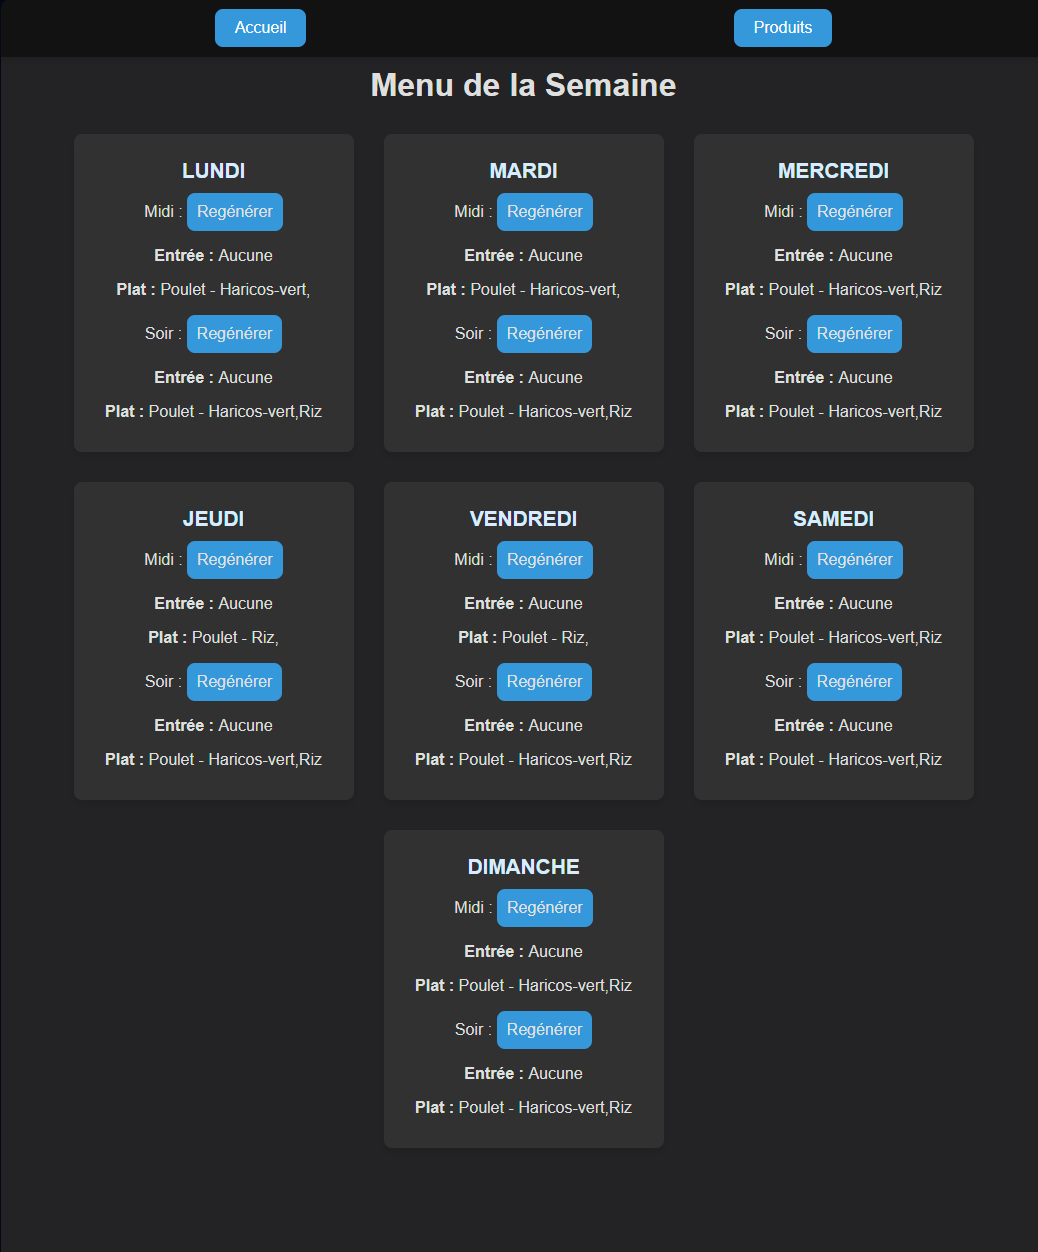 Accueil
Produits
Menu de la Semaine
LUNDI
Midi : Regénérer
Entrée : Aucune
Plat : Poulet - Haricos-vert,
Soir : Regénérer
Entrée : Aucune
Plat : Poulet - Haricos-vert,Riz
MARDI
Midi : Regénérer
Entrée : Aucune
Plat : Poulet - Haricos-vert,
Soir : Regénérer
Entrée : Aucune
Plat : Poulet - Haricos-vert,Riz
MERCREDI
Midi : Regénérer
Entrée : Aucune
Plat : Poulet - Haricos-vert,Riz
Soir : Regénérer
Entrée : Aucune
Plat : Poulet - Haricos-vert,Riz
JEUDI
Midi : Regénérer
Entrée : Aucune
Plat : Poulet - Riz,
Soir : Regénérer
Entrée : Aucune
Plat : Poulet - Haricos-vert,Riz
VENDREDI
Midi : Regénérer
Entrée : Aucune
Plat : Poulet - Riz,
Soir : Regénérer
Entrée : Aucune
Plat : Poulet - Haricos-vert,Riz
SAMEDI
Midi : Regénérer
Entrée : Aucune
Plat : Poulet - Haricos-vert,Riz
Soir : Regénérer
Entrée : Aucune
Plat : Poulet - Haricos-vert,Riz
DIMANCHE
Midi : Regénérer
Entrée : Aucune
Plat : Poulet - Haricos-vert,Riz
Soir : Regénérer
Entrée : Aucune
Plat : Poulet - Haricos-vert,Riz